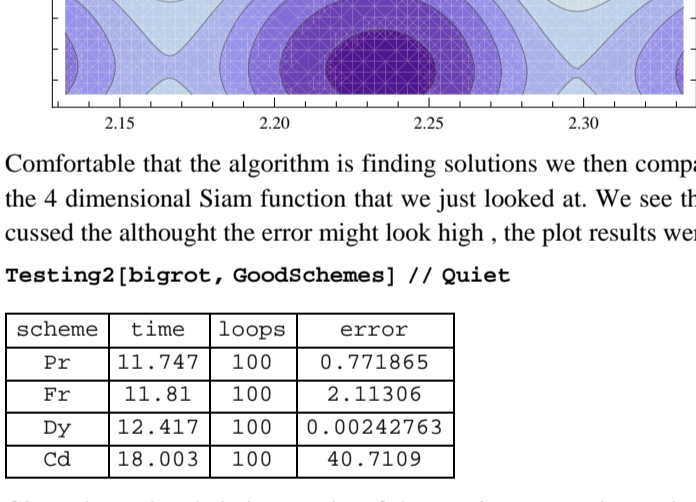 2.15 2.20 2.25 2.30
Comfortable that the algorithm is finding solutions we then
the 4 dimensional Siam function that we just looked at. We see
cussed the althought the error might look high , the plot results
Testing2[bigrot, GoodSchemes] // Quiet
scheme time loops error
Pr 11.747 100 0.771865
Fr 11.81 100 2.11306
Dy 12.417 100 0.00242763
Cd 18.003 100 40.7109